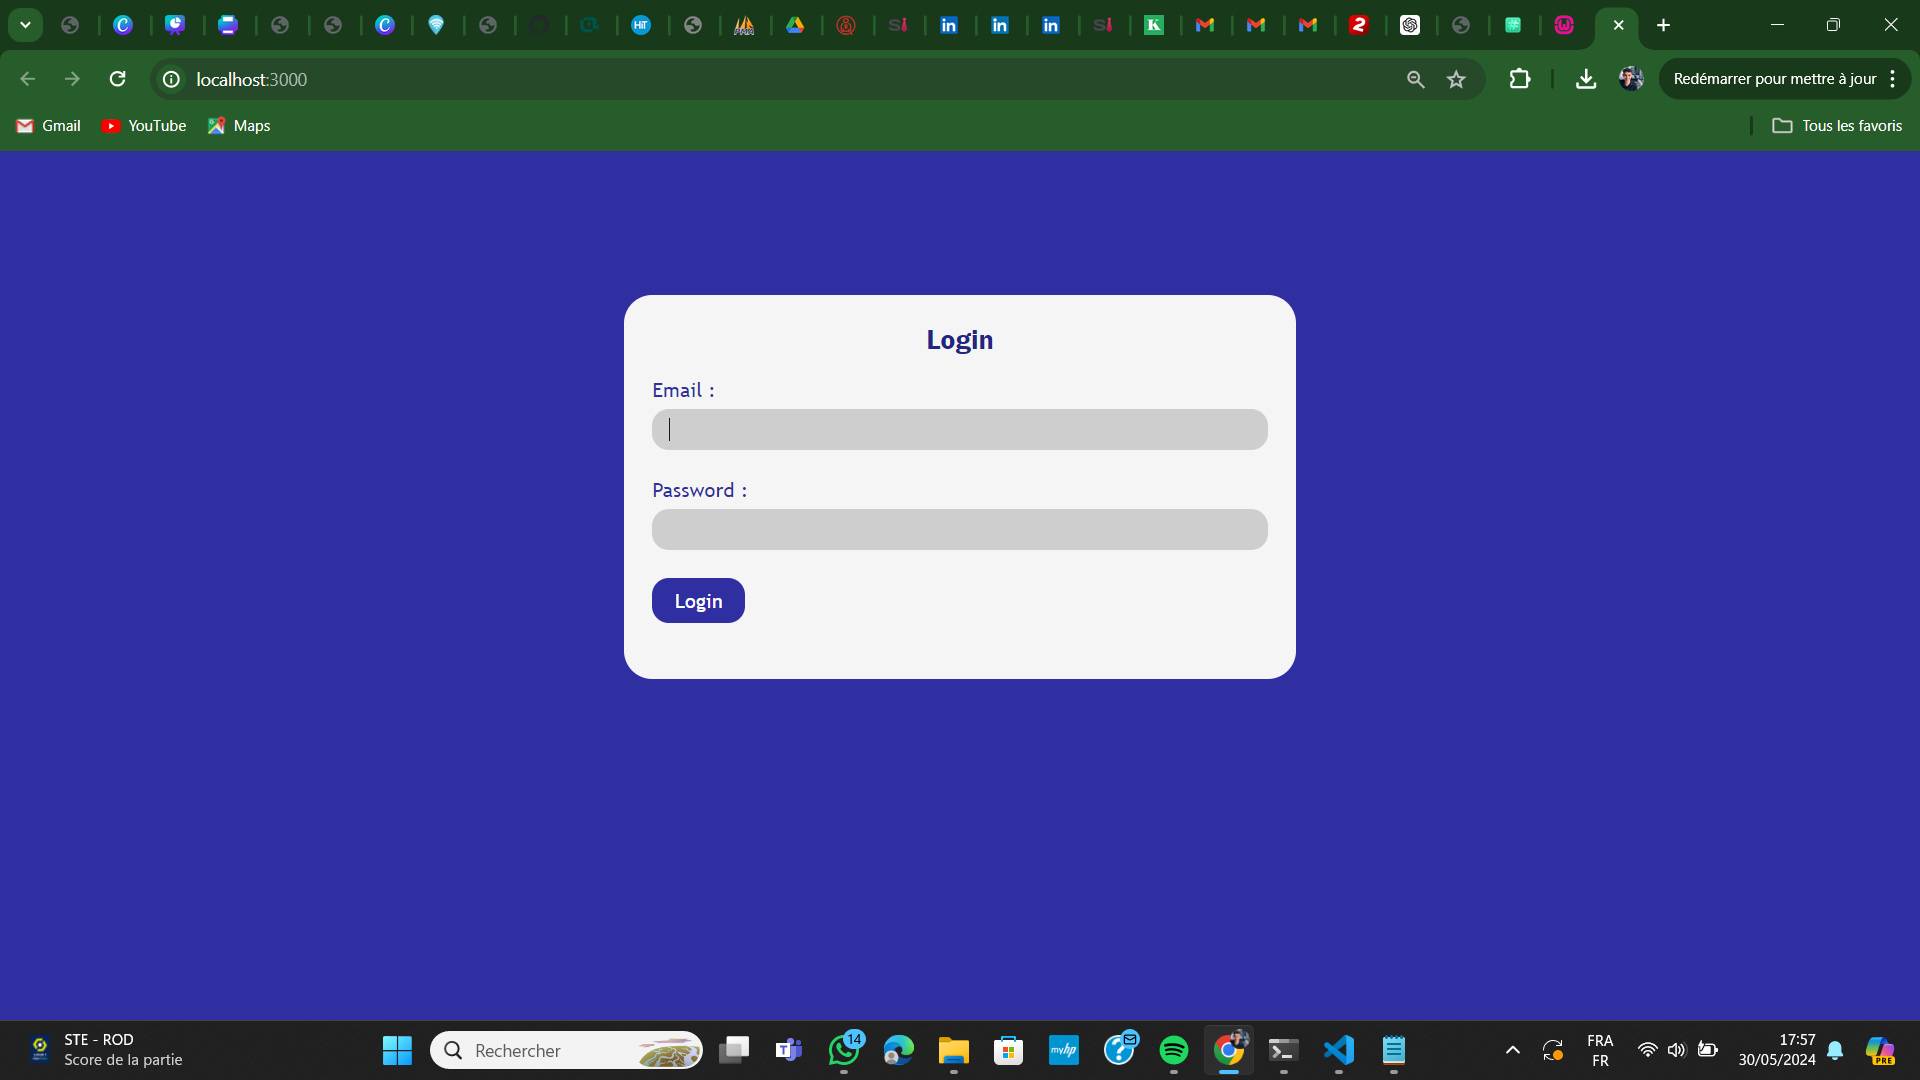 localhost:3000
Redémarrer pour mettre à jour
Gmail
YouTube
Maps
Tous les favoris
Login
Email :
Password :
Login
STE - ROD
Score de la partie
Rechercher
14
FRA
FR
17:57
30/05/2024
PRE